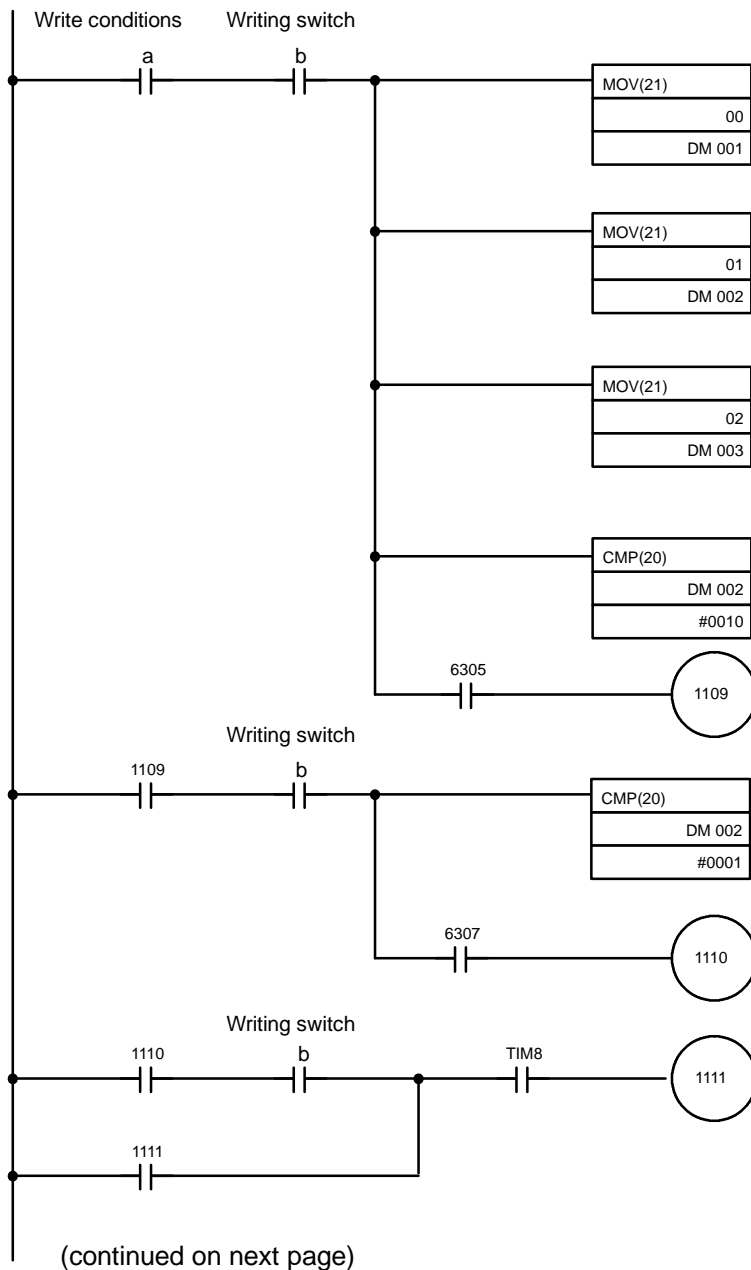 Write conditions Writing switch
a b
MOV(21)
00
DM 001
MOV(21)
01
DM 002
MOV(21)
02
DM 003
CMP(20)
DM 002
#0010
6305
1109
Writing switch
1109 b
CMP(20)
DM 002
#0001
6307
1110
Writing switch
1110 b TIM8
1111
1111
(continued on next page)